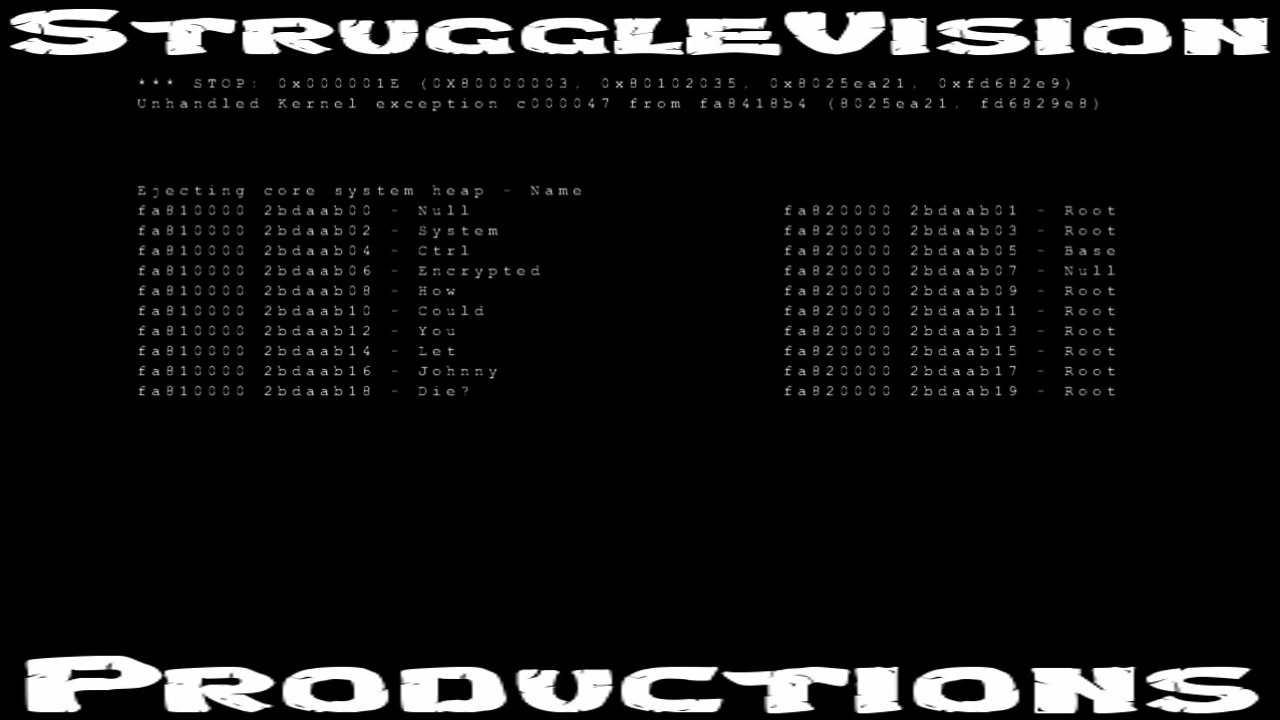 StruggleVision
*** STOP: 0x000001E (0X80000003, 0x80102035, 0x8025ea21, 0xfd682e9)
Unhandled Kernel exception c000047 from fa8418b4 (8025ea21, fd6829e8)
Ejecting core system heap - Name
fa810000 2bdaab00 - Null fa820000 2bdaab01 - Root
fa810000 2bdaab02 - System fa820000 2bdaab03 - Root
fa810000 2bdaab04 - Ctrl fa820000 2bdaab05 - Base
fa810000 2bdaab06 - Encrypted fa820000 2bdaab07 - Null
fa810000 2bdaab08 - How fa820000 2bdaab09 - Root
fa810000 2bdaab10 - Could fa820000 2bdaab11 - Root
fa810000 2bdaab12 - You fa820000 2bdaab13 - Root
fa810000 2bdaab14 - Let fa820000 2bdaab15 - Root
fa810000 2bdaab16 - Johnny fa820000 2bdaab17 - Root
fa810000 2bdaab18 - Die? fa820000 2bdaab19 - Root
Productions